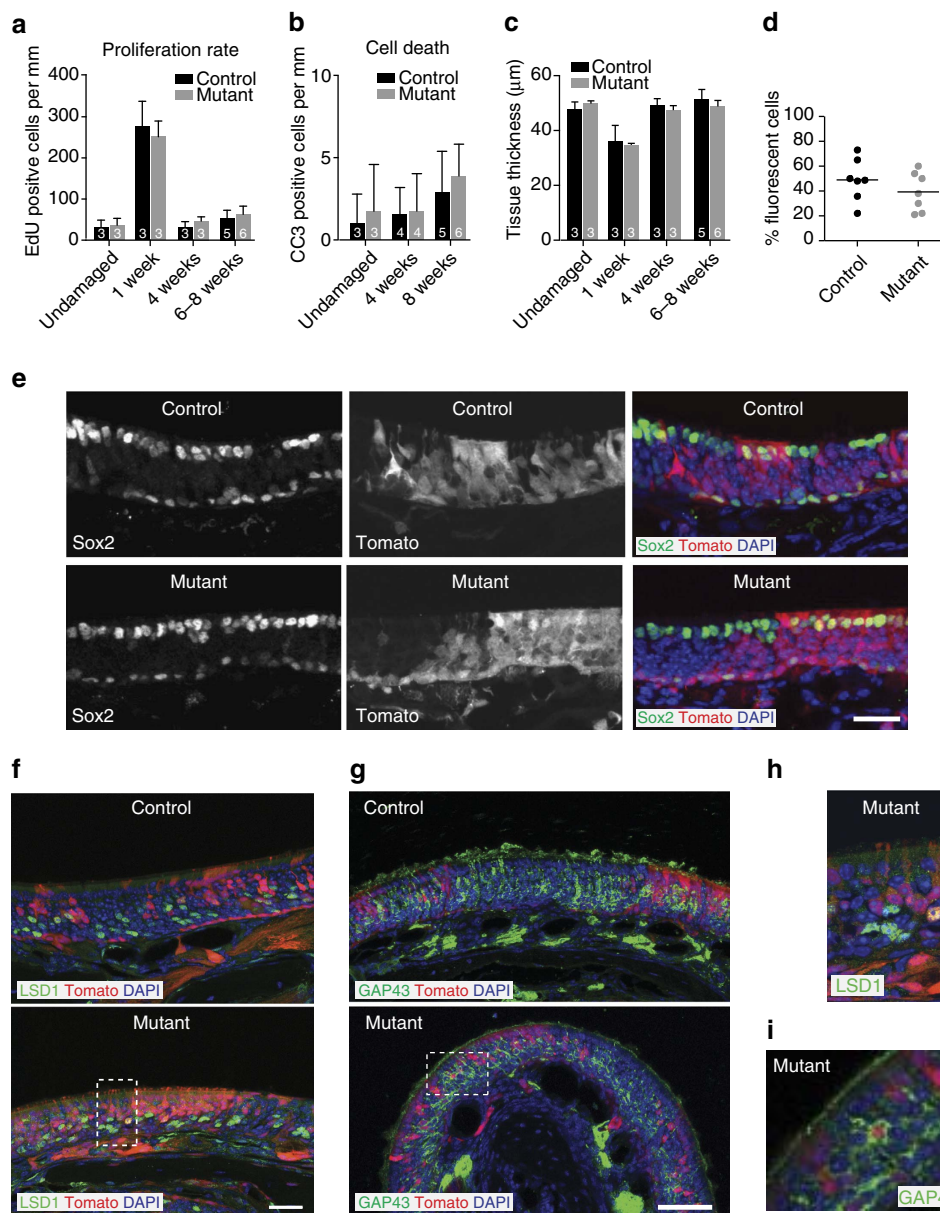 a
Proliferation rate
EdU positive cells per mm
400
300
200
100
0
Control
Mutant
3 3 3 3 3 3 5 6
Undamaged
1 week
4 weeks
6–8 weeks
b
Cell death
CC3 positive cells per mm
10
5
0
Control
Mutant
3 3 4 4 5 6
Undamaged
4 weeks
8 weeks
c
Tissue thickness (μm)
60
40
20
0
Control
Mutant
3 3 3 3 3 3 5 6
Undamaged
1 week
4 weeks
6–8 weeks
d
% fluorescent cells
100
80
60
40
20
0
Control
Mutant
e
Control
Sox2
Control
Tomato
Control
Sox2 Tomato DAPI
Mutant
Sox2
Mutant
Tomato
Mutant
Sox2 Tomato DAPI
f
Control
LSD1 Tomato DAPI
Mutant
LSD1 Tomato DAPI
g
Control
GAP43 Tomato DAPI
Mutant
GAP43 Tomato DAPI
h
Mutant
LSD1
i
Mutant